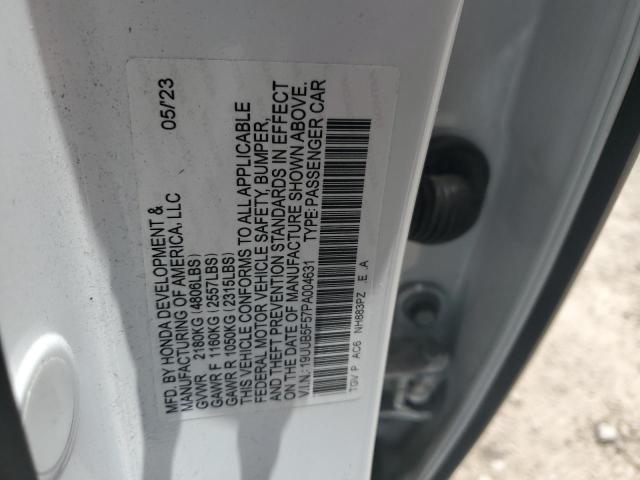 MFD. BY HONDA DEVELOPMENT & 05/'23
MANUFACTURING OF AMERICA, LLC
GVWR 2180KG (4806LBS)
GAWR F 1160KG (2557LBS)
GAWR R 1050KG (2315LBS)
THIS VEHICLE CONFORMS TO ALL APPLICABLE
FEDERAL MOTOR VEHICLE SAFETY, BUMPER,
AND THEFT PREVENTION STANDARDS IN EFFECT
ON THE DATE OF MANUFACTURE SHOWN ABOVE.
V.I.N.: 19UUB5F57PA004631 TYPE: PASSENGER CAR
TGV P AC6 NH883PZ .E .A